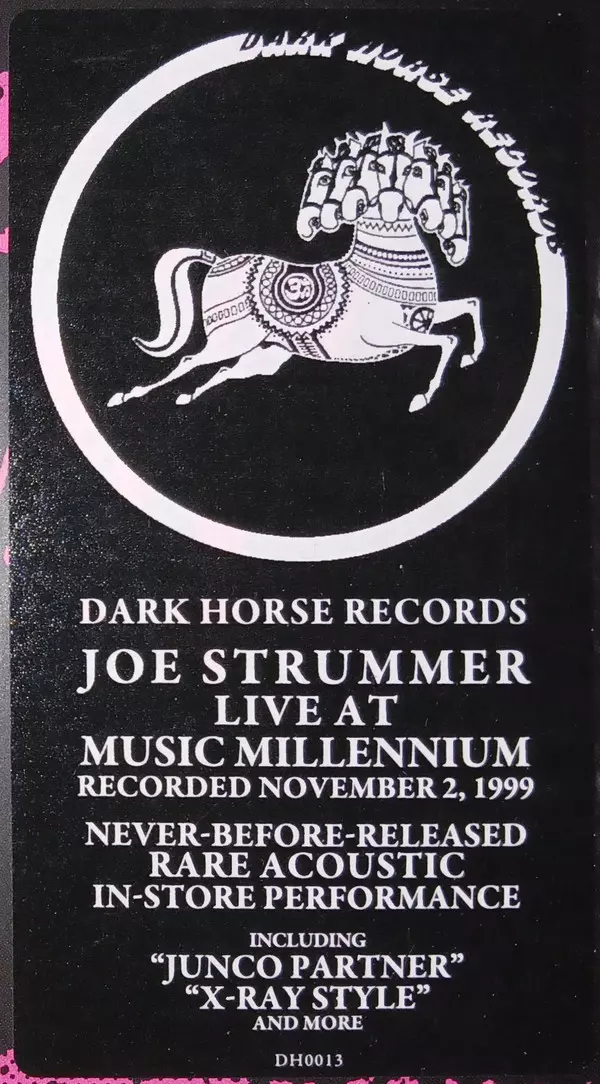 DARK HORSE RECORDS
DARK HORSE RECORDS
JOE STRUMMER
LIVE AT
MUSIC MILLENNIUM
RECORDED NOVEMBER 2, 1999
NEVER-BEFORE-RELEASED
RARE ACOUSTIC
IN-STORE PERFORMANCE
INCLUDING
“JUNCO PARTNER”
“X-RAY STYLE”
AND MORE
DH0013